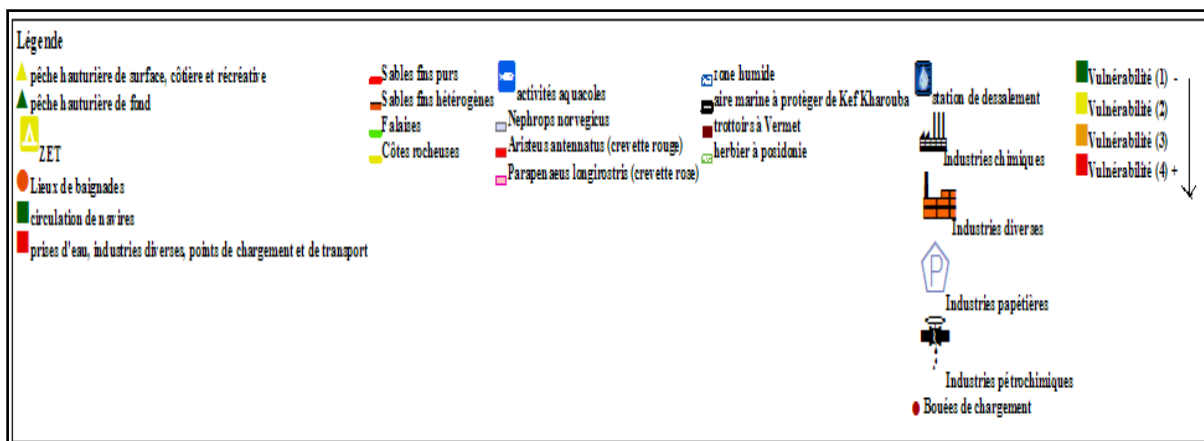 Légende
pêche hauturière de surface, côtière et récréative
pêche hauturière de fond
ZET
Lieux de baignades
circulation de navires
prises d'eau, industries diverses, points de chargement et de transport
Sables fins purs
Sables fins hétérogènes
Falaises
Côtes rocheuses
activités aquacoles
Nephrops norvegicus
Aristeus antennatus (crevette rouge)
Parapenaeus longirostris (crevette rose)
zone humide
aire marine à protèger de Kef Kharouba
trottoirs à Vermet
herbier à posidonie
station de dessalement
Industries chimiques
Industries diverses
P
Industries papétières
Industries pétrochimiques
Bouées de chargement
Vulnérabilité (1) -
Vulnérabilité (2)
Vulnérabilité (3)
Vulnérabilité (4) +